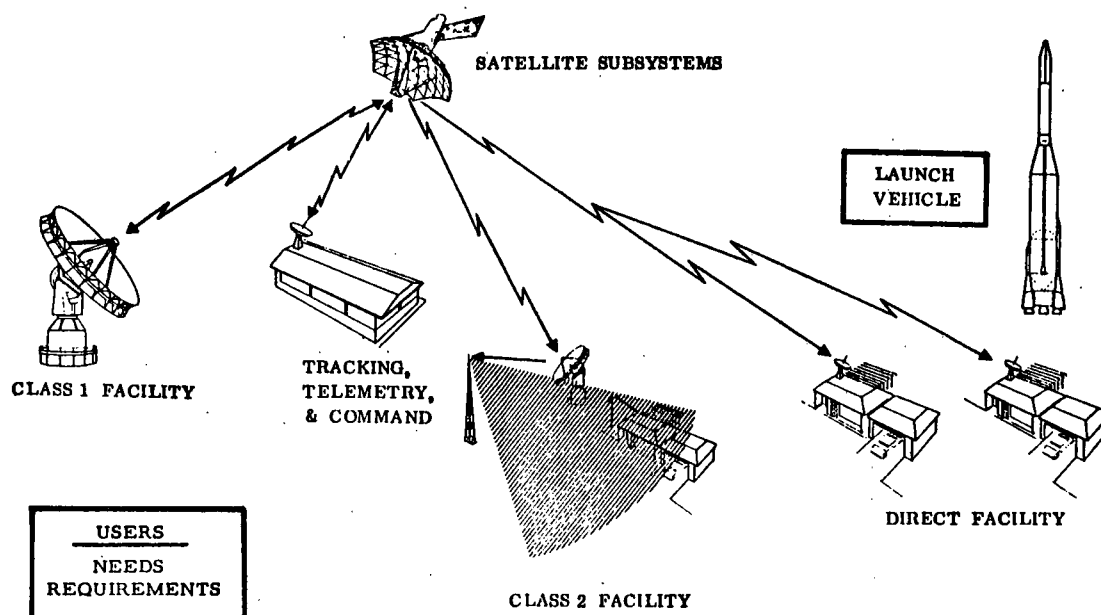 SATELLITE SUBSYSTEMS
LAUNCH
VEHICLE
CLASS 1 FACILITY
TRACKING,
TELEMETRY,
& COMMAND
DIRECT FACILITY
USERS
NEEDS
REQUIREMENTS
CLASS 2 FACILITY